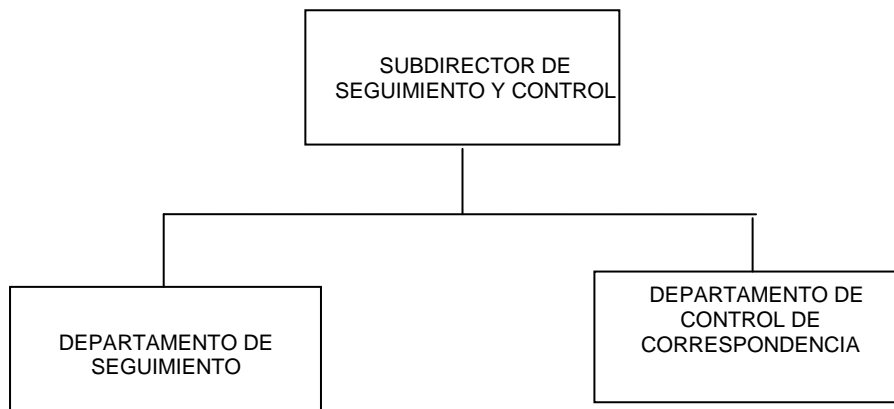 SUBDIRECTOR DE
SEGUIMIENTO Y CONTROL
DEPARTAMENTO DE
SEGUIMIENTO
DEPARTAMENTO DE
CONTROL DE
CORRESPONDENCIA